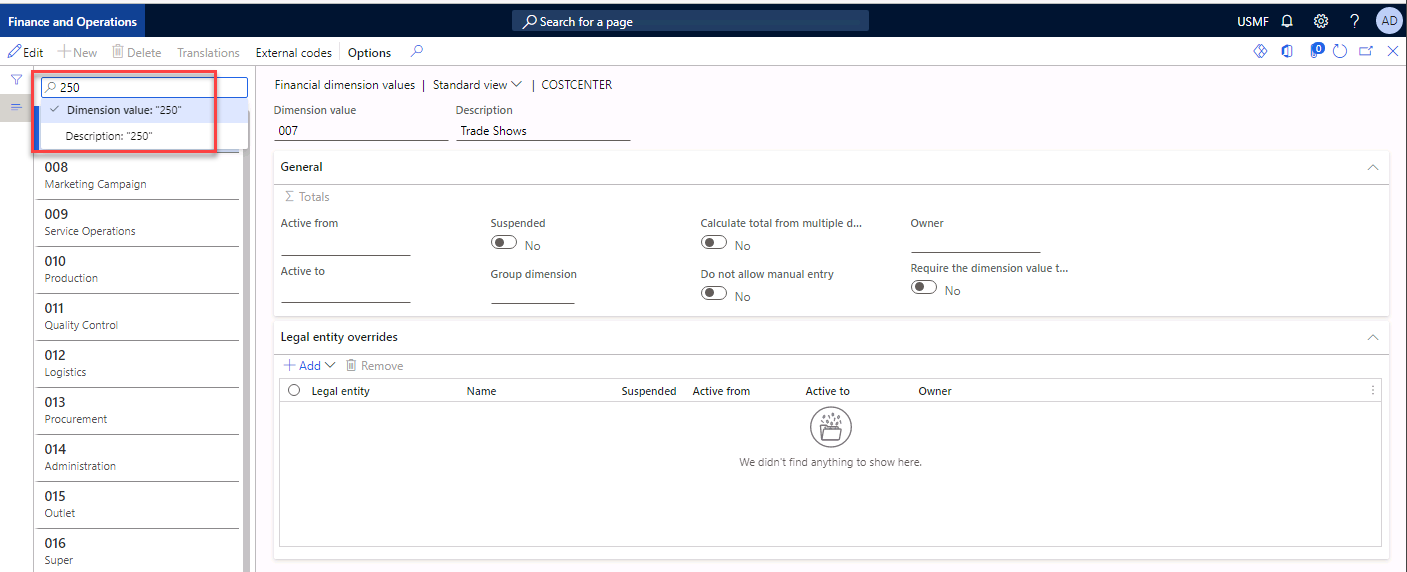 Finance and Operations
Search for a page
USMF
?
AD
Edit
New
Delete
Translations
External codes
Options
0
250
Dimension value: "250"
Description: "250"
008
Marketing Campaign
009
Service Operations
010
Production
011
Quality Control
012
Logistics
013
Procurement
014
Administration
015
Outlet
016
Super
Financial dimension values | Standard view | COSTCENTER
Dimension value
Description
007
Trade Shows
General
Σ Totals
Active from
Suspended
Calculate total from multiple d...
Owner
No
No
Active to
Group dimension
Do not allow manual entry
Require the dimension value t...
No
No
Legal entity overrides
Add
Remove
Legal entity
Name
Suspended
Active from
Active to
Owner
We didn't find anything to show here.